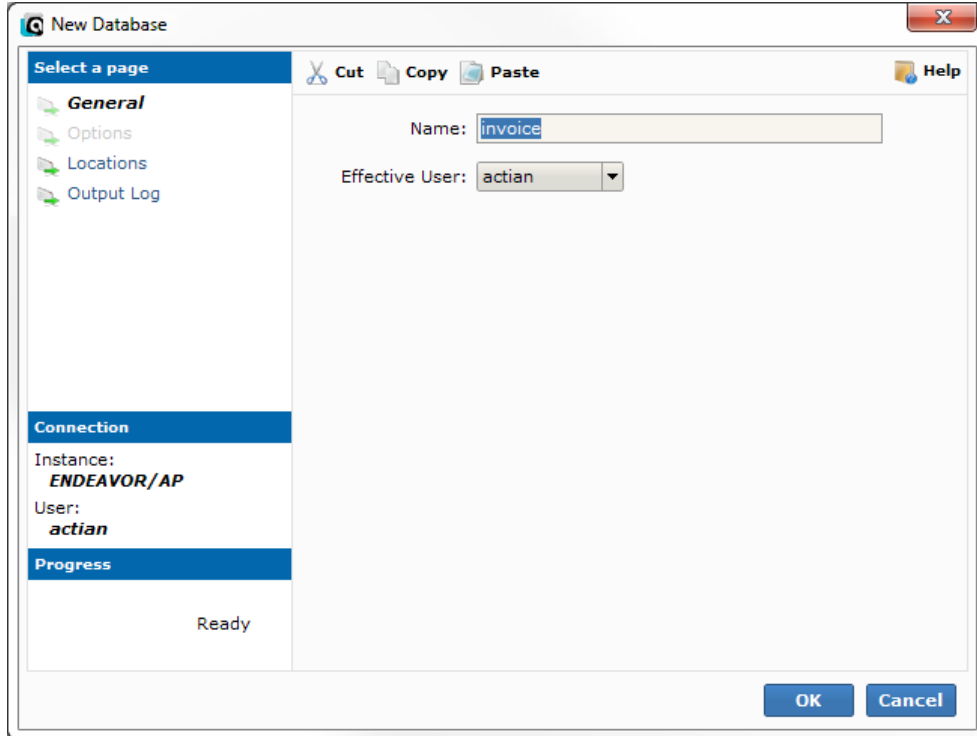 New Database
Select a page
General
Options
Locations
Output Log
Cut Copy Paste Help
Name: invoice
Effective User: actian
Connection
Instance:
ENDEAVOR/AP
User:
actian
Progress
Ready
OK Cancel